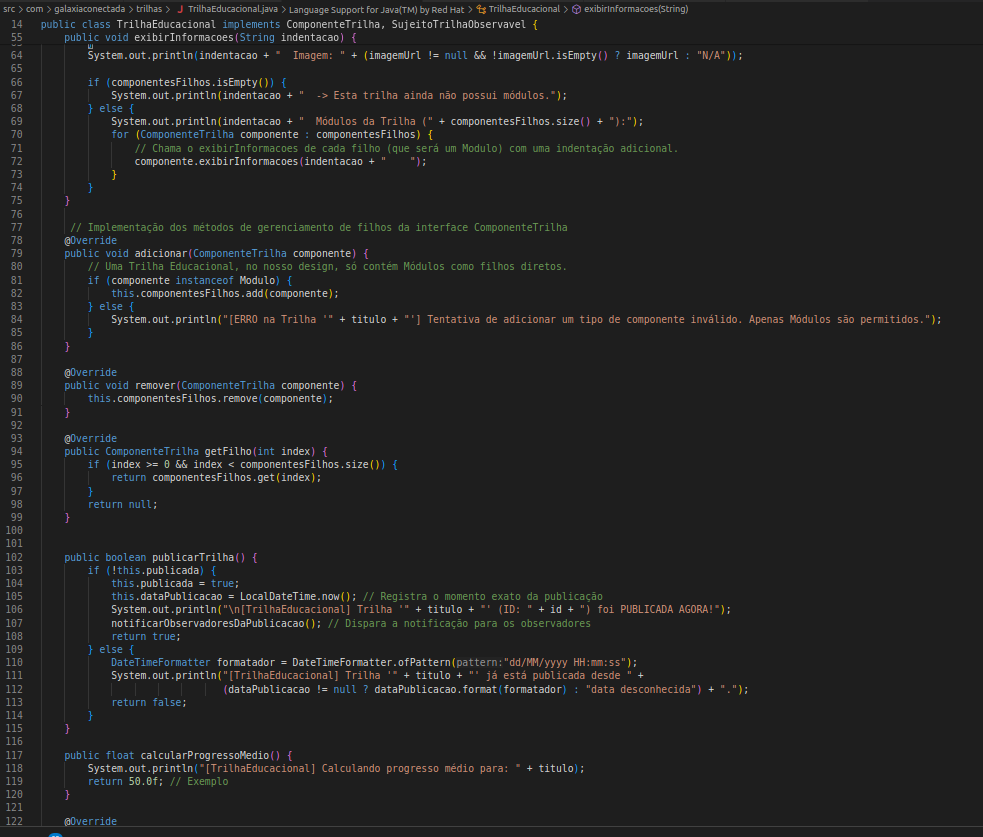 src > com > galaxiaconectada > trilhas > J TrilhaEducacional.java > Language Support for Java(TM) by Red Hat > TrilhaEducacional > exibirInformacoes(String)
14 public class TrilhaEducacional implements ComponenteTrilha, SujeitoTrilhaObservavel {
55 public void exibirInformacoes(String indentacao) {
64 System.out.println(indentacao + "  Imagem: " + (imagemUrl != null && !imagemUrl.isEmpty() ? imagemUrl : "N/A"));
65
66 if (componentesFilhos.isEmpty()) {
67 System.out.println(indentacao + "  -> Esta trilha ainda não possui módulos.");
68 } else {
69 System.out.println(indentacao + "  Módulos da Trilha (" + componentesFilhos.size() + "):");
70 for (ComponenteTrilha componente : componentesFilhos) {
71 // Chama o exibirInformacoes de cada filho (que será um Modulo) com uma indentação adicional.
72 componente.exibirInformacoes(indentacao + "    ");
73 }
74 }
75 }
76
77 // Implementação dos métodos de gerenciamento de filhos da interface ComponenteTrilha
78 @Override
79 public void adicionar(ComponenteTrilha componente) {
80 // Uma Trilha Educacional, no nosso design, só contém Módulos como filhos diretos.
81 if (componente instanceof Modulo) {
82 this.componentesFilhos.add(componente);
83 } else {
84 System.out.println("[ERRO na Trilha '" + titulo + "'] Tentativa de adicionar um tipo de componente inválido. Apenas Módulos são permitidos.");
85 }
86 }
87
88 @Override
89 public void remover(ComponenteTrilha componente) {
90 this.componentesFilhos.remove(componente);
91 }
92
93 @Override
94 public ComponenteTrilha getFilho(int index) {
95 if (index >= 0 && index < componentesFilhos.size()) {
96 return componentesFilhos.get(index);
97 }
98 return null;
99 }
100
101
102 public boolean publicarTrilha() {
103 if (!this.publicada) {
104 this.publicada = true;
105 this.dataPublicacao = LocalDateTime.now(); // Registra o momento exato da publicação
106 System.out.println("\n[TrilhaEducacional] Trilha '" + titulo + "' (ID: " + id + ") foi PUBLICADA AGORA!");
107 notificarObservadoresDaPublicacao(); // Dispara a notificação para os observadores
108 return true;
109 } else {
110 DateTimeFormatter formatador = DateTimeFormatter.ofPattern(pattern:"dd/MM/yyyy HH:mm:ss");
111 System.out.println("[TrilhaEducacional] Trilha '" + titulo + "' já está publicada desde " +
112 (dataPublicacao != null ? dataPublicacao.format(formatador) : "data desconhecida") + ".");
113 return false;
114 }
115 }
116
117 public float calcularProgressoMedio() {
118 System.out.println("[TrilhaEducacional] Calculando progresso médio para: " + titulo);
119 return 50.0f; // Exemplo
120 }
121
122 @Override